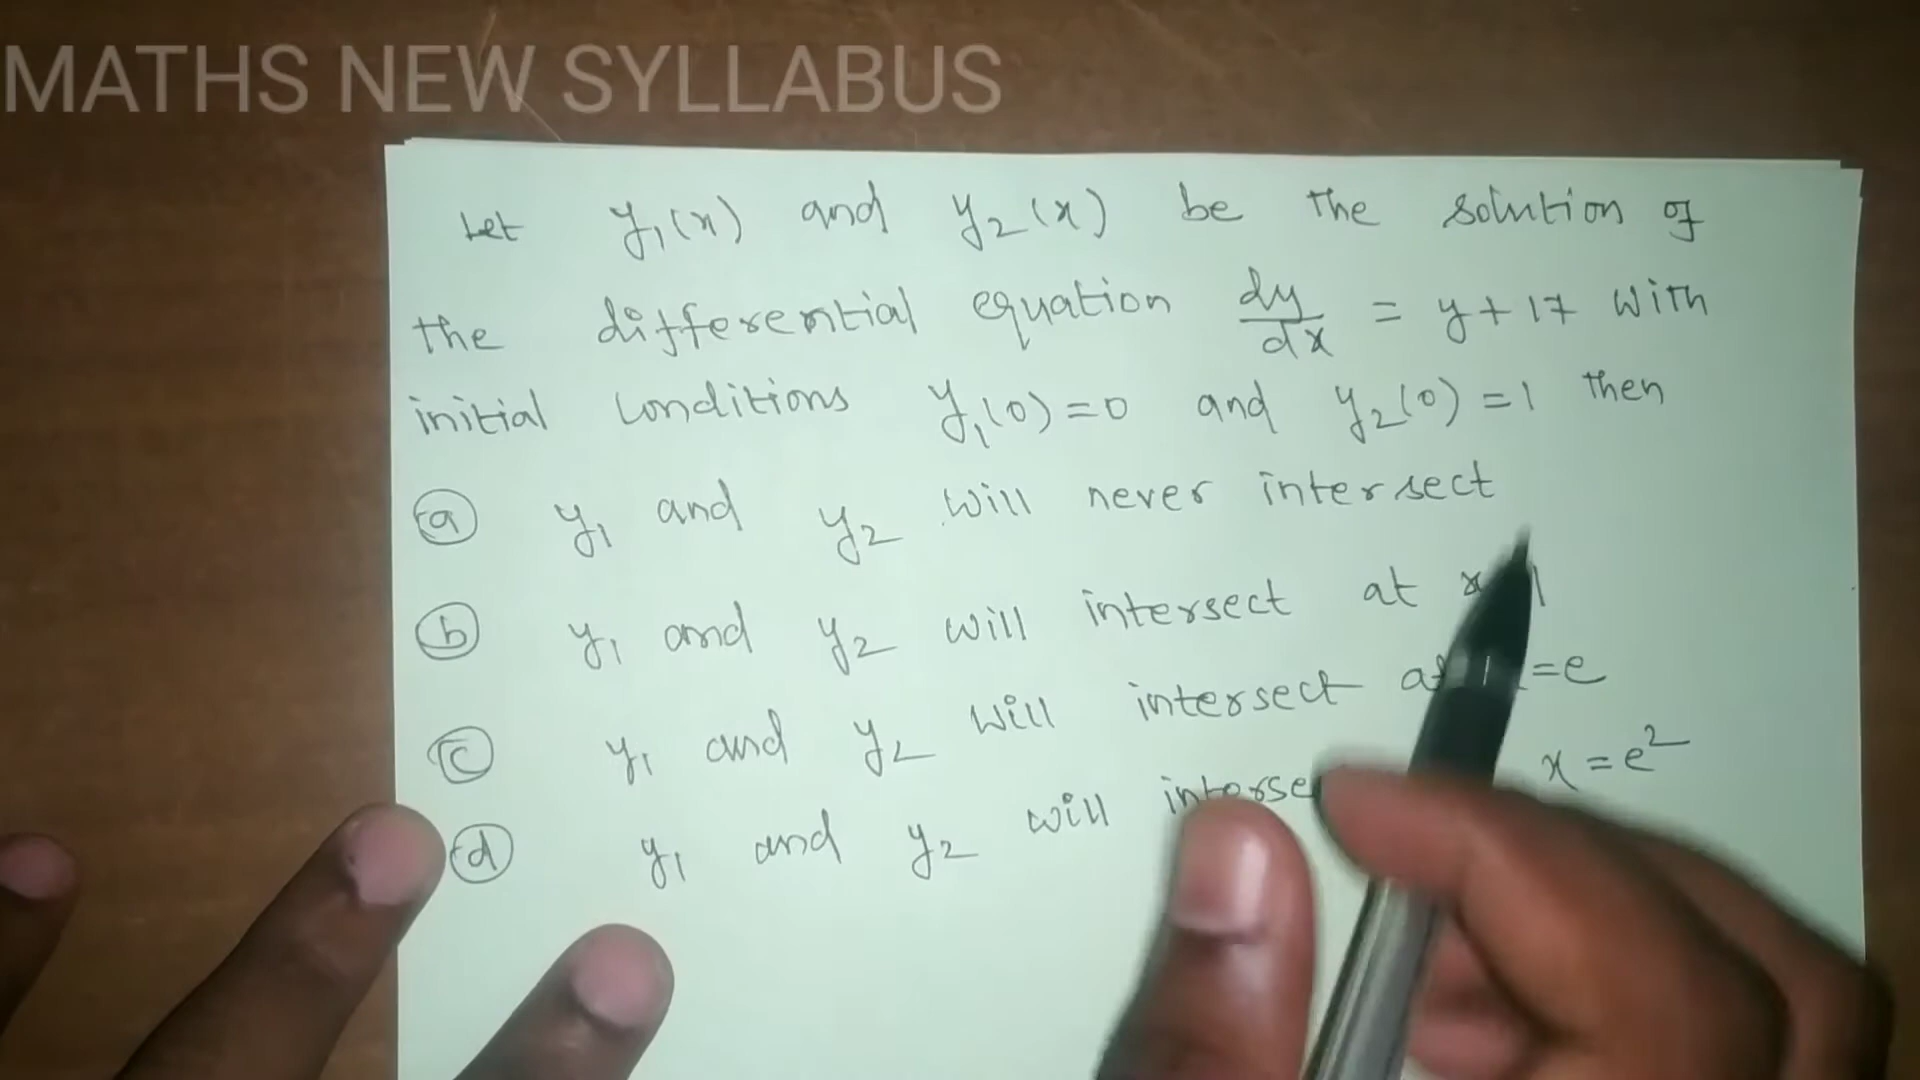 MATHS NEW SYLLABUS
Let y₁(x) and y₂(x) be the solution of
the differential equation dy/dx = y+17 with
initial conditions y₁(0)=0 and y₂(0)=1 then
(a) y₁ and y₂ will never intersect
(b) y₁ and y₂ will intersect at x 1
(c) y₁ and y₂ will intersect at =e
(d) y₁ and y₂ will x=e²